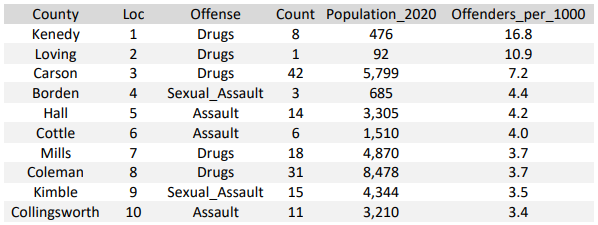 County Loc Offense Count Population_2020 Offenders_per_1000
Kenedy 1 Drugs 8 476 16.8
Loving 2 Drugs 1 92 10.9
Carson 3 Drugs 42 5,799 7.2
Borden 4 Sexual_Assault 3 685 4.4
Hall 5 Assault 14 3,305 4.2
Cottle 6 Assault 6 1,510 4.0
Mills 7 Drugs 18 4,870 3.7
Coleman 8 Drugs 31 8,478 3.7
Kimble 9 Sexual_Assault 15 4,344 3.5
Collingsworth 10 Assault 11 3,210 3.4